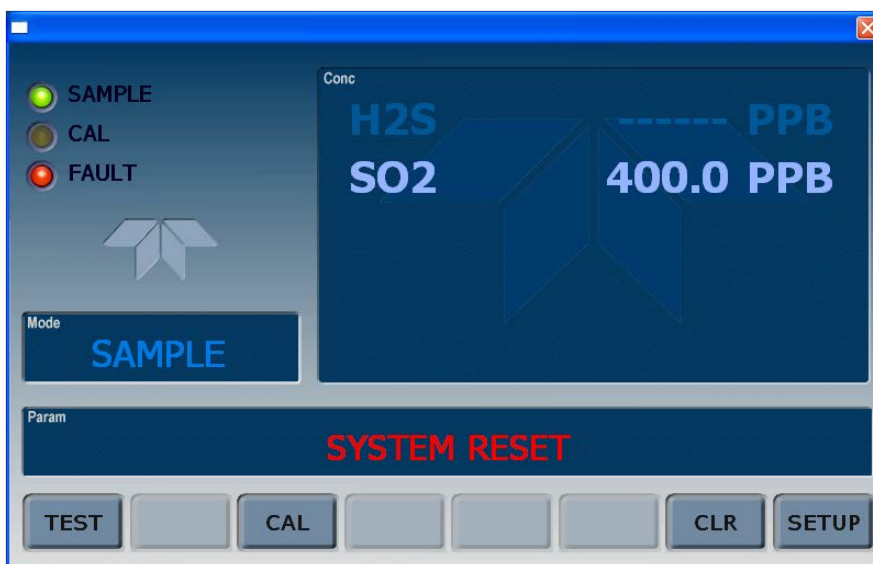 SAMPLE
CAL
FAULT
Conc
H2S ------ PPB
SO2 400.0 PPB
Mode
SAMPLE
Param
SYSTEM RESET
TEST CAL CLR SETUP